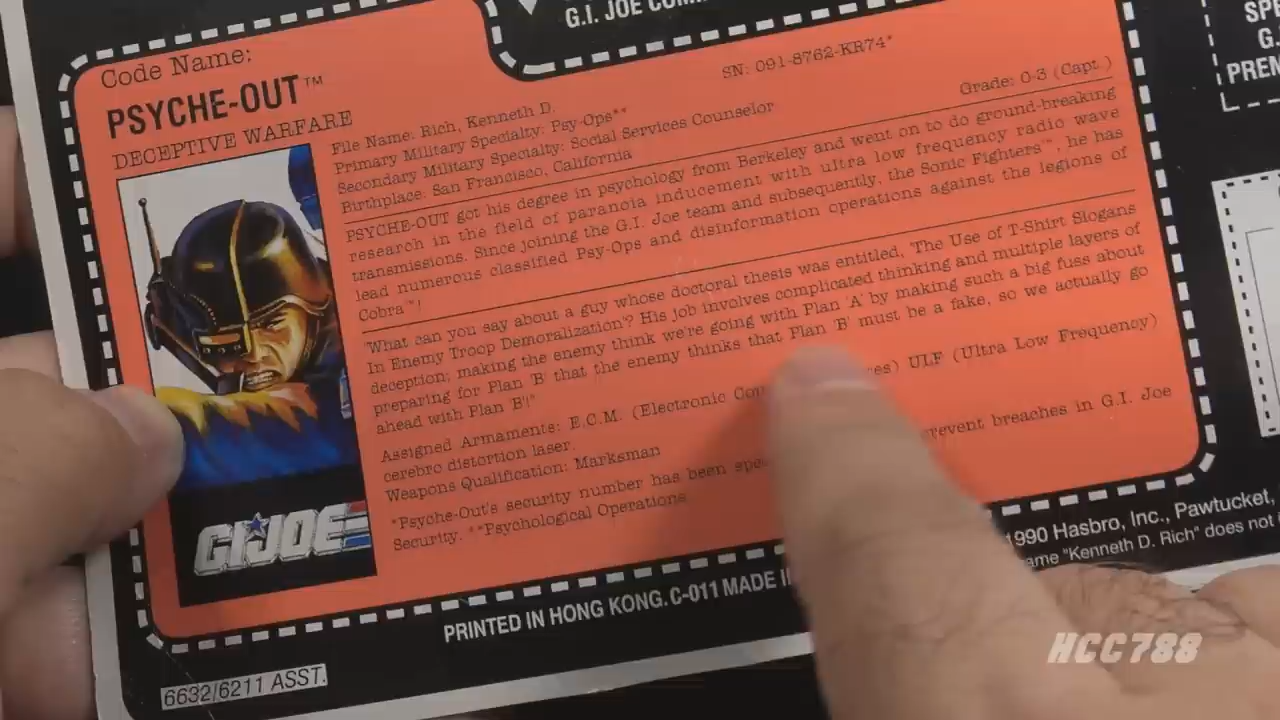 G.I. JOE COM
Code Name:
PSYCHE-OUT™
DECEPTIVE WARFARE
SN: 091-8762-KR74*
File Name: Rich, Kenneth D.
Grade: O-3 (Capt.)
Primary Military Specialty: Psy-Ops**
Secondary Military Specialty: Social Services Counselor
Birthplace: San Francisco, California
PSYCHE-OUT got his degree in psychology from Berkeley and went on to do ground-breaking
research in the field of paranoia inducement with ultra low frequency radio wave
transmissions. Since joining the G.I. Joe team and subsequently, the Sonic Fighters™, he has
lead numerous classified Psy-Ops and disinformation operations against the legions of
Cobra™!
"What can you say about a guy whose doctoral thesis was entitled, 'The Use of T-Shirt Slogans
In Enemy Troop Demoralization'? His job involves complicated thinking and multiple layers of
deception; making the enemy think we're going with Plan 'A' by making such a big fuss about
preparing for Plan 'B' that the enemy thinks that Plan 'B' must be a fake, so we actually go
ahead with Plan 'B'!"
Assigned Armaments: E.C.M. (Electronic Cou es) ULF (Ultra Low Frequency)
cerebro distortion laser.
Weapons Qualification: Marksman
*Psyche-Out's security number has been spe revent breaches in G.I. Joe
Security. **Psychological Operations
GI JOE
1990 Hasbro, Inc., Pawtucket,
ame "Kenneth D. Rich" does not
PRINTED IN HONG KONG. C-011 MADE I
6632/6211 ASST.
SPE
G.
PREM
HCC788